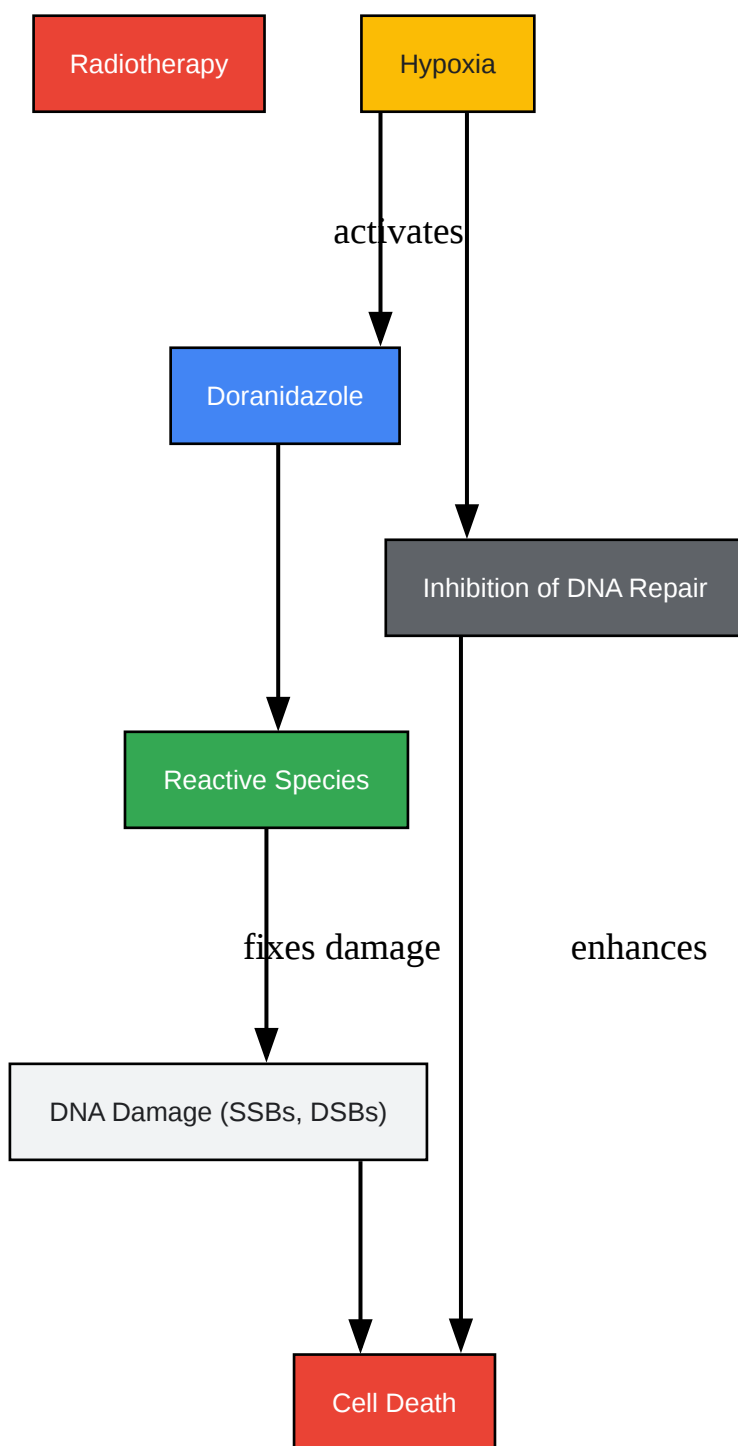 Radiotherapy
Hypoxia
activates
Doranidazole
Inhibition of DNA Repair
Reactive Species
fixes damage
enhances
DNA Damage (SSBs, DSBs)
Cell Death